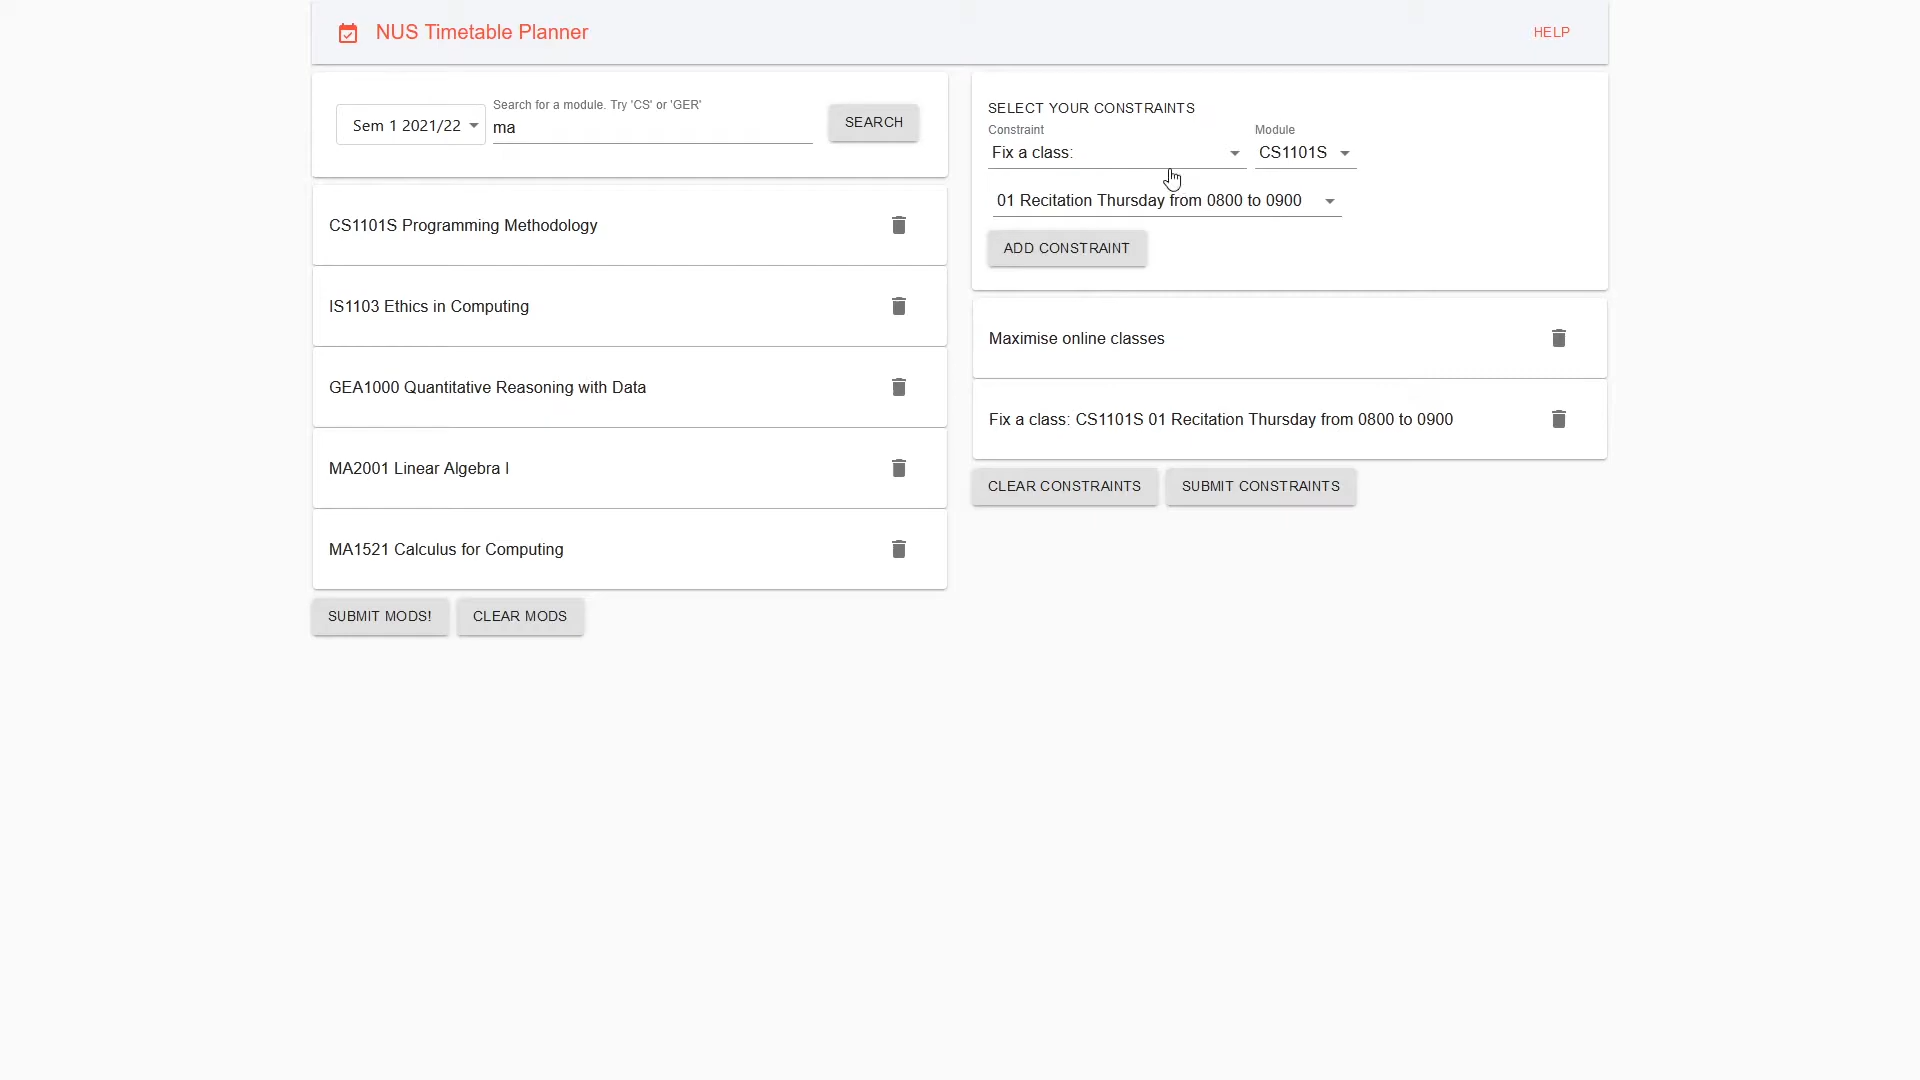 NUS Timetable Planner
HELP
Sem 1 2021/22
Search for a module. Try 'CS' or 'GER'
ma
SEARCH
CS1101S Programming Methodology
IS1103 Ethics in Computing
GEA1000 Quantitative Reasoning with Data
MA2001 Linear Algebra I
MA1521 Calculus for Computing
SUBMIT MODS!
CLEAR MODS
SELECT YOUR CONSTRAINTS
Constraint
Module
Fix a class:
CS1101S
01 Recitation Thursday from 0800 to 0900
ADD CONSTRAINT
Maximise online classes
Fix a class: CS1101S 01 Recitation Thursday from 0800 to 0900
CLEAR CONSTRAINTS
SUBMIT CONSTRAINTS